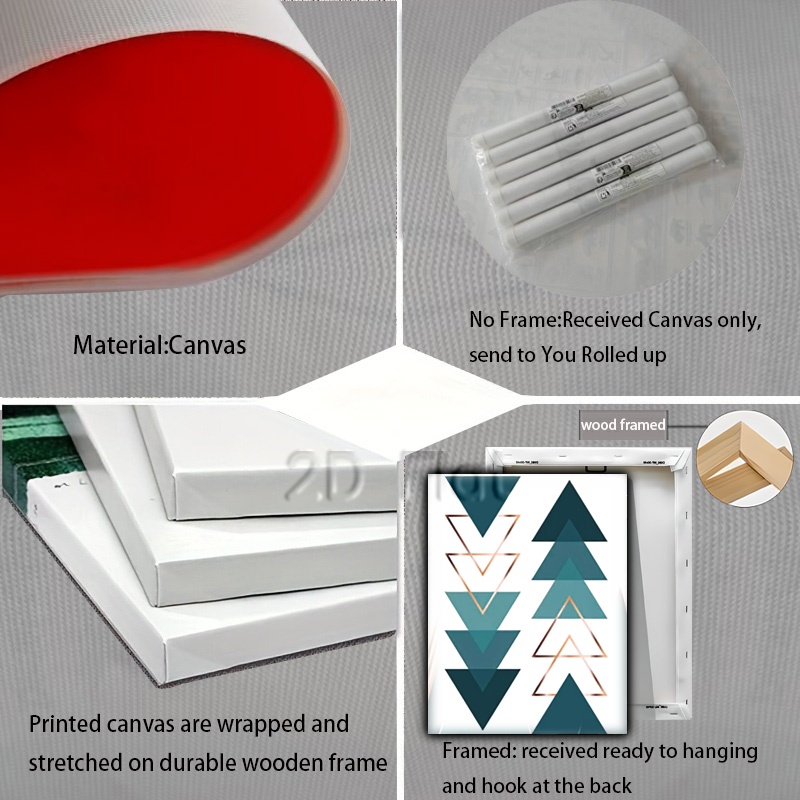 Material:Canvas
No Frame:Received Canvas only,
send to You Rolled up
wood framed
2D Flat
Printed canvas are wrapped and
stretched on durable wooden frame
Framed: received ready to hanging
and hook at the back